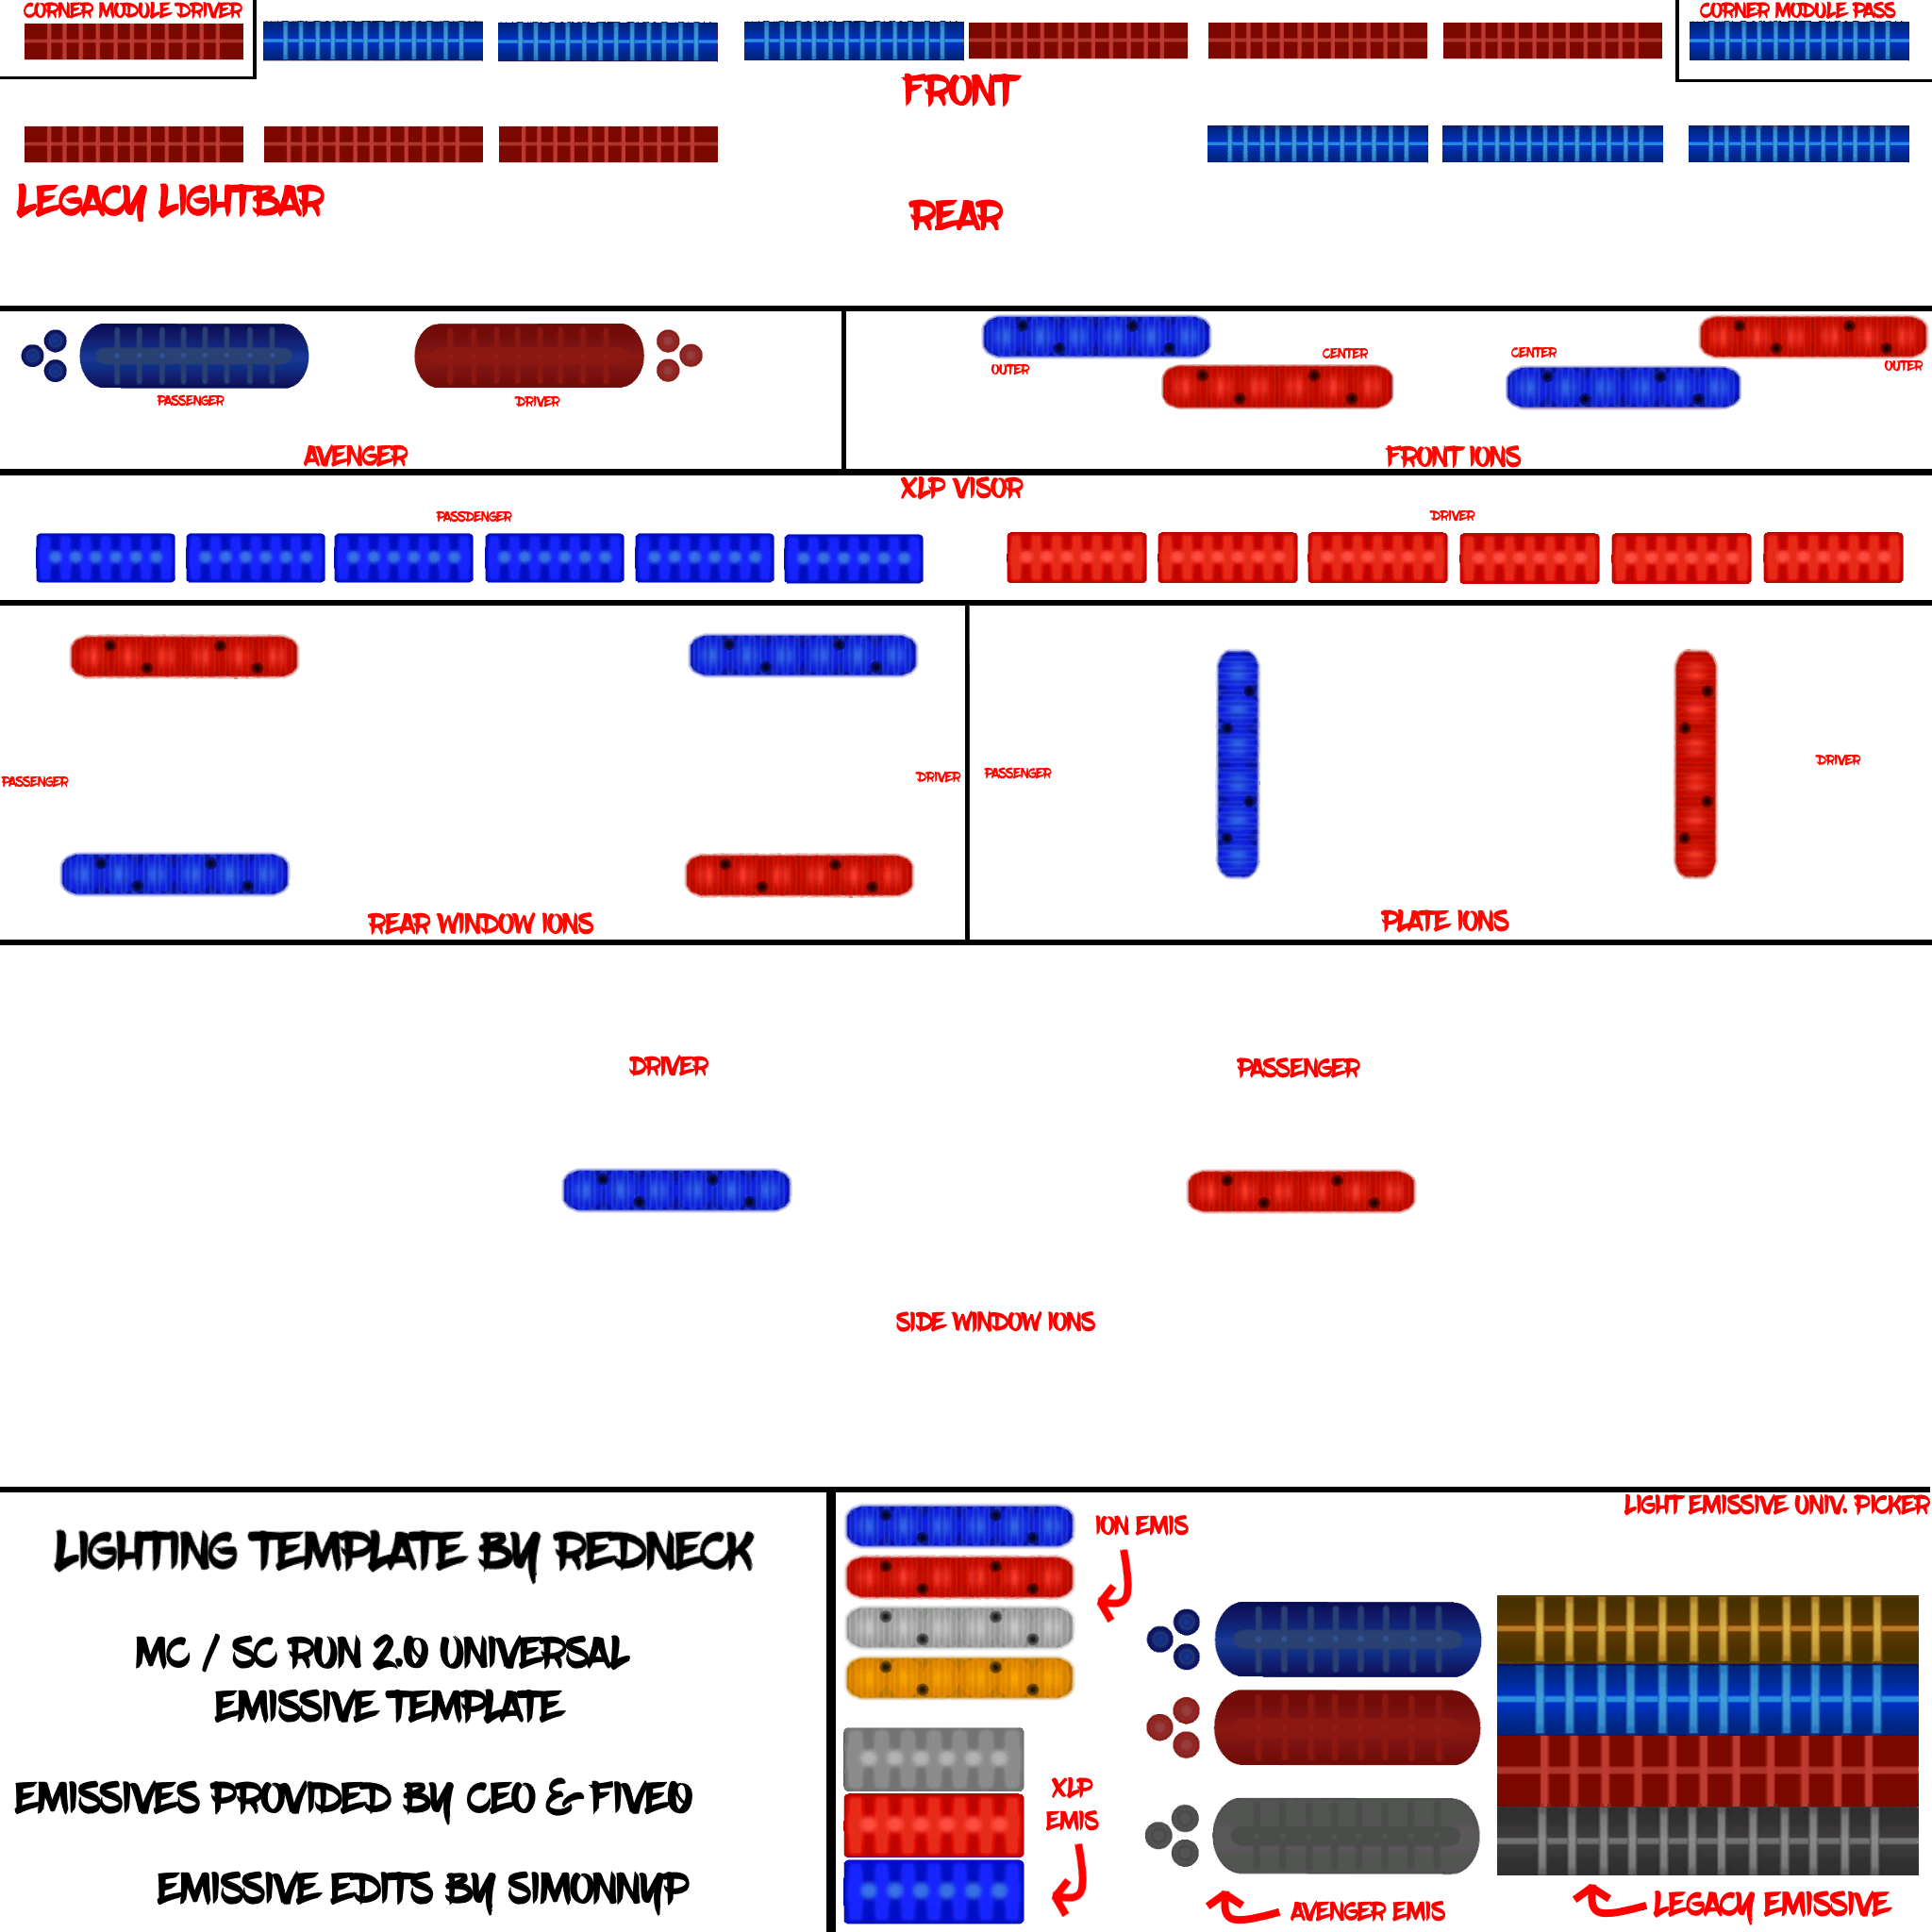 CORNER MODULE DRIVER
CORNER MODULE PASS
FRONT
LEGACY LIGHTBAR
REAR
PASSENGER
DRIVER
AVENGER
OUTER
CENTER
CENTER
OUTER
FRONT IONS
XLP VISOR
PASSDENGER
DRIVER
PASSENGER
DRIVER
REAR WINDOW IONS
PASSENGER
DRIVER
PLATE IONS
DRIVER
PASSENGER
SIDE WINDOW IONS
LIGHTING TEMPLATE BY REDNECK
MC / SC RUN 2.0 UNIVERSAL
EMISSIVE TEMPLATE
EMISSIVES PROVIDED BY CEO & FIVE0
EMISSIVE EDITS BY SIMONNYP
LIGHT EMISSIVE UNIV. PICKER
ION EMIS
XLP
EMIS
AVENGER EMIS
LEGACY EMISSIVE